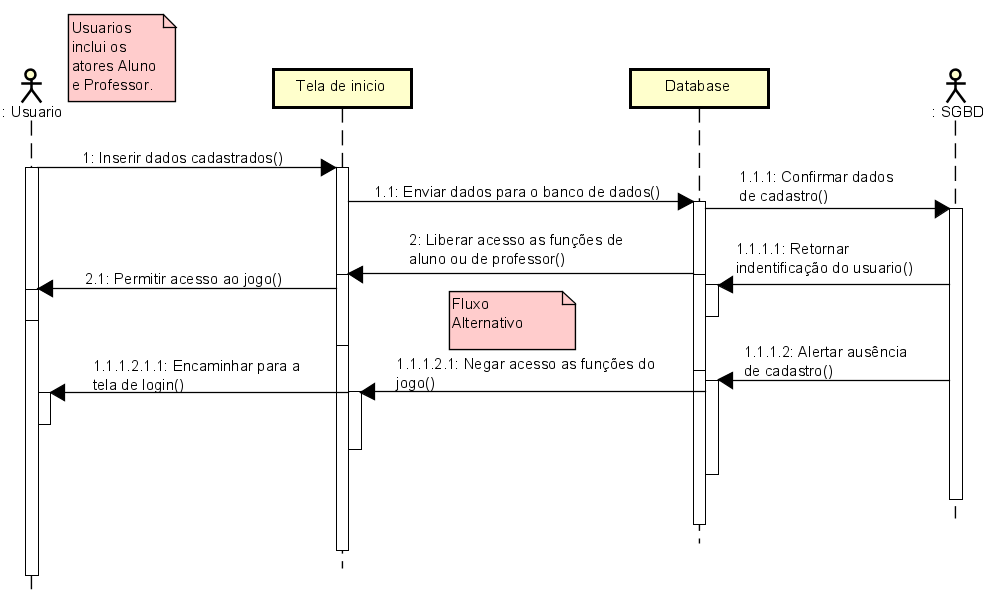 Usuarios
inclui os
atores Aluno
e Professor.
: Usuario
Tela de inicio
Database
: SGBD
1: Inserir dados cadastrados()
1.1: Enviar dados para o banco de dados()
1.1.1: Confirmar dados
de cadastro()
2: Liberar acesso as funções de
aluno ou de professor()
1.1.1.1: Retornar
indentificação do usuario()
2.1: Permitir acesso ao jogo()
Fluxo
Alternativo
1.1.1.2.1.1: Encaminhar para a
tela de login()
1.1.1.2.1: Negar acesso as funções do
jogo()
1.1.1.2: Alertar ausência
de cadastro()